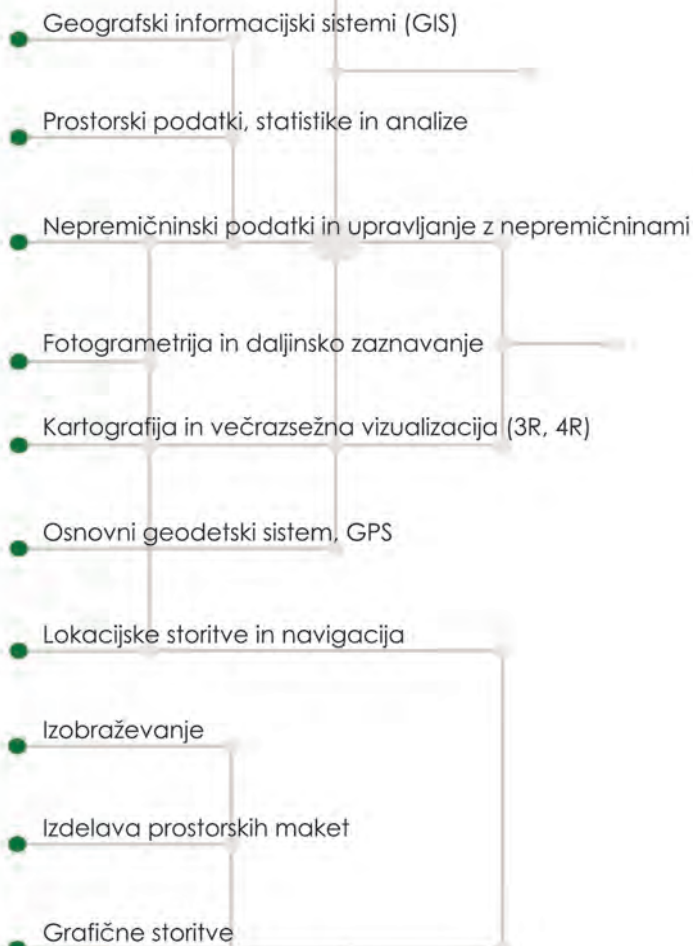 Geografski informacijski sistemi (GIS)
Prostorski podatki, statistike in analize
Nepremičninski podatki in upravljanje z nepremičninami
Fotogrametrija in daljinsko zaznavanje
Kartografija in večrazsežna vizualizacija (3R, 4R)
Osnovni geodetski sistem, GPS
Lokacijske storitve in navigacija
Izobraževanje
Izdelava prostorskih maket
Grafične storitve